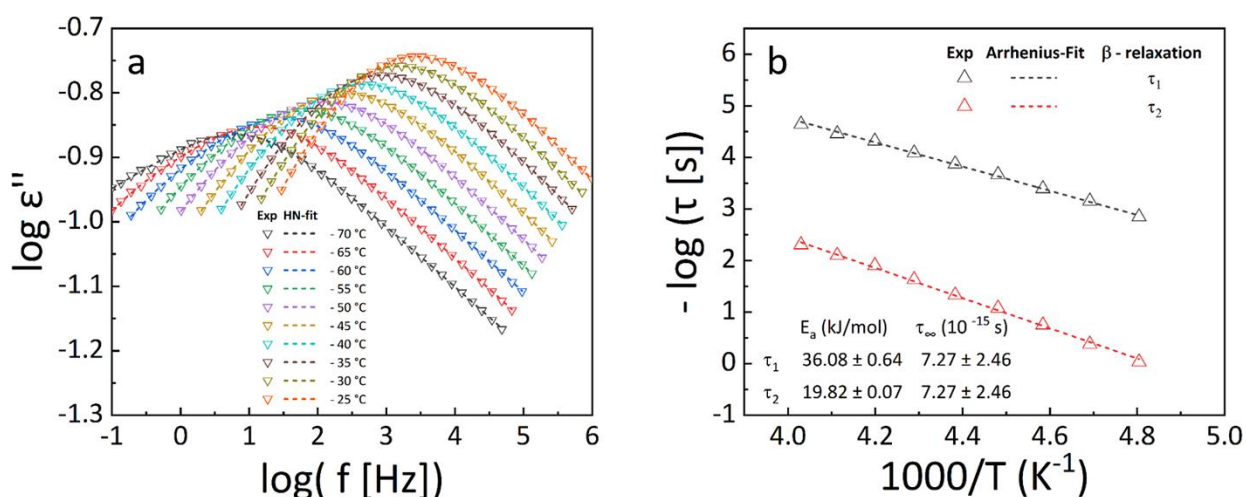 a
log ε"
-0.7
-0.8
-0.9
-1.0
-1.1
-1.2
-1.3
Exp HN-fit
- 70 °C
- 65 °C
- 60 °C
- 55 °C
- 50 °C
- 45 °C
- 40 °C
- 35 °C
- 30 °C
- 25 °C
-1 0 1 2 3 4 5 6
log( f [Hz])
b
- log (τ [s])
Exp Arrhenius-Fit β - relaxation
τ1
τ2
6
5
4
3
2
1
0
-1
Ea (kJ/mol) τ∞ (10 -15 s)
τ1 36.08 ± 0.64 7.27 ± 2.46
τ2 19.82 ± 0.07 7.27 ± 2.46
4.0 4.2 4.4 4.6 4.8 5.0
1000/T (K-1)